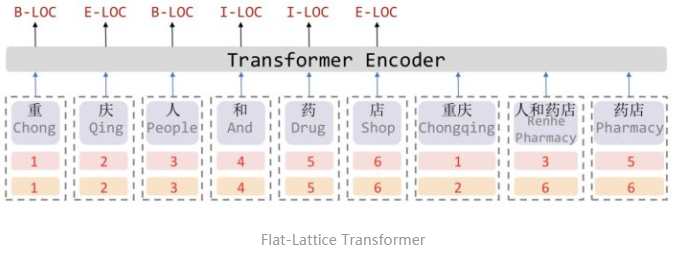 B-LOC E-LOC B-LOC I-LOC I-LOC E-LOC
Transformer Encoder
重 庆 人 和 药 店 重庆 人和药店 药店
Chong Qing People And Drug Shop Chongqing Renhe Pharmacy Pharmacy
1 2 3 4 5 6 1 3 5
1 2 3 4 5 6 2 6 6
Flat-Lattice Transformer